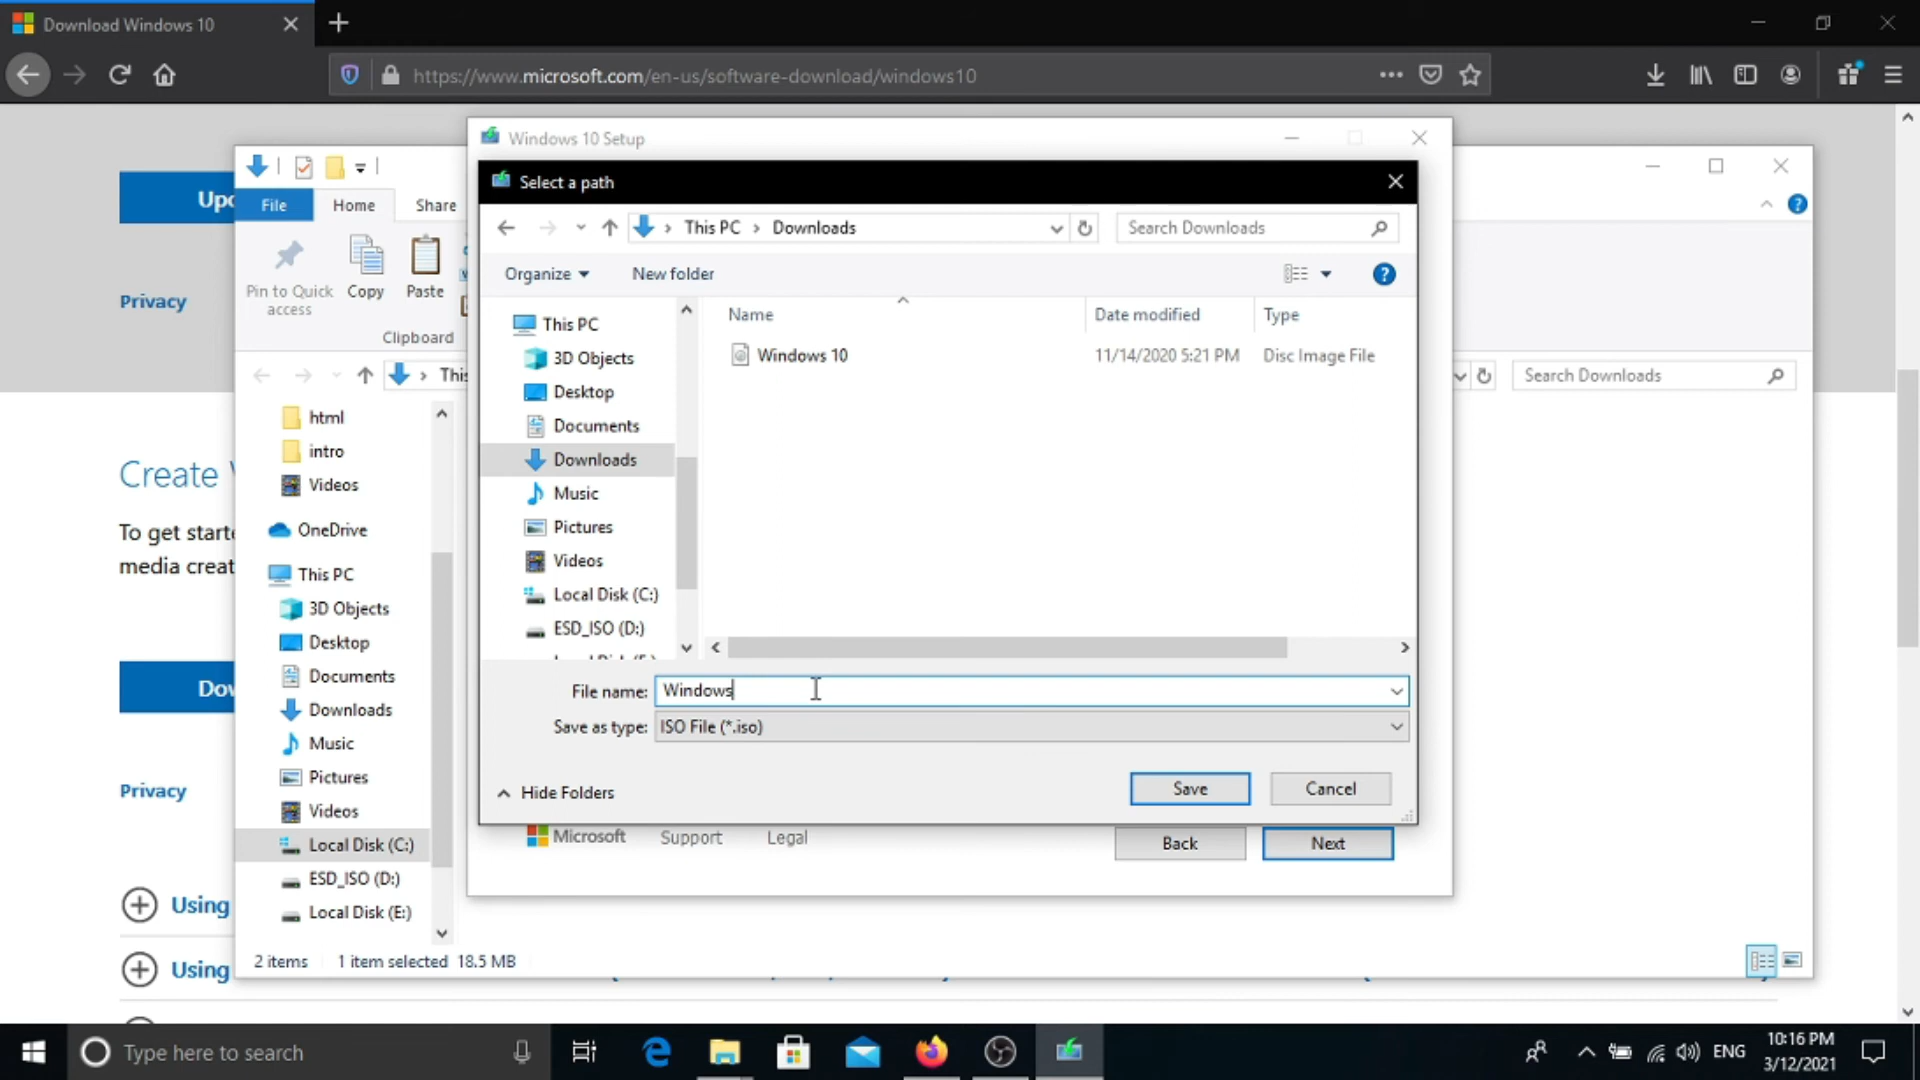 Download Windows 10
https://www.microsoft.com/en-us/software-download/windows10
Windows 10 Setup
Select a path
This PC > Downloads
Search Downloads
Organize
New folder
Name
Date modified
Type
Windows 10
11/14/2020 5:21 PM
Disc Image File
This PC
3D Objects
Desktop
Documents
Downloads
Music
Pictures
Videos
Local Disk (C:)
ESD_ISO (D:)
File name: Windows
Save as type: ISO File (*.iso)
Hide Folders
Save
Cancel
Microsoft
Support
Legal
Back
Next
File
Home
Share
Pin to Quick
access
Copy
Paste
Clipboard
This
Search Downloads
html
intro
Videos
OneDrive
This PC
3D Objects
Desktop
Documents
Downloads
Music
Pictures
Videos
Local Disk (C:)
ESD_ISO (D:)
Local Disk (E:)
2 items
1 item selected 18.5 MB
Privacy
Create
To get
media
Privacy
Using
Using
Type here to search
ENG
10:16 PM
3/12/2021